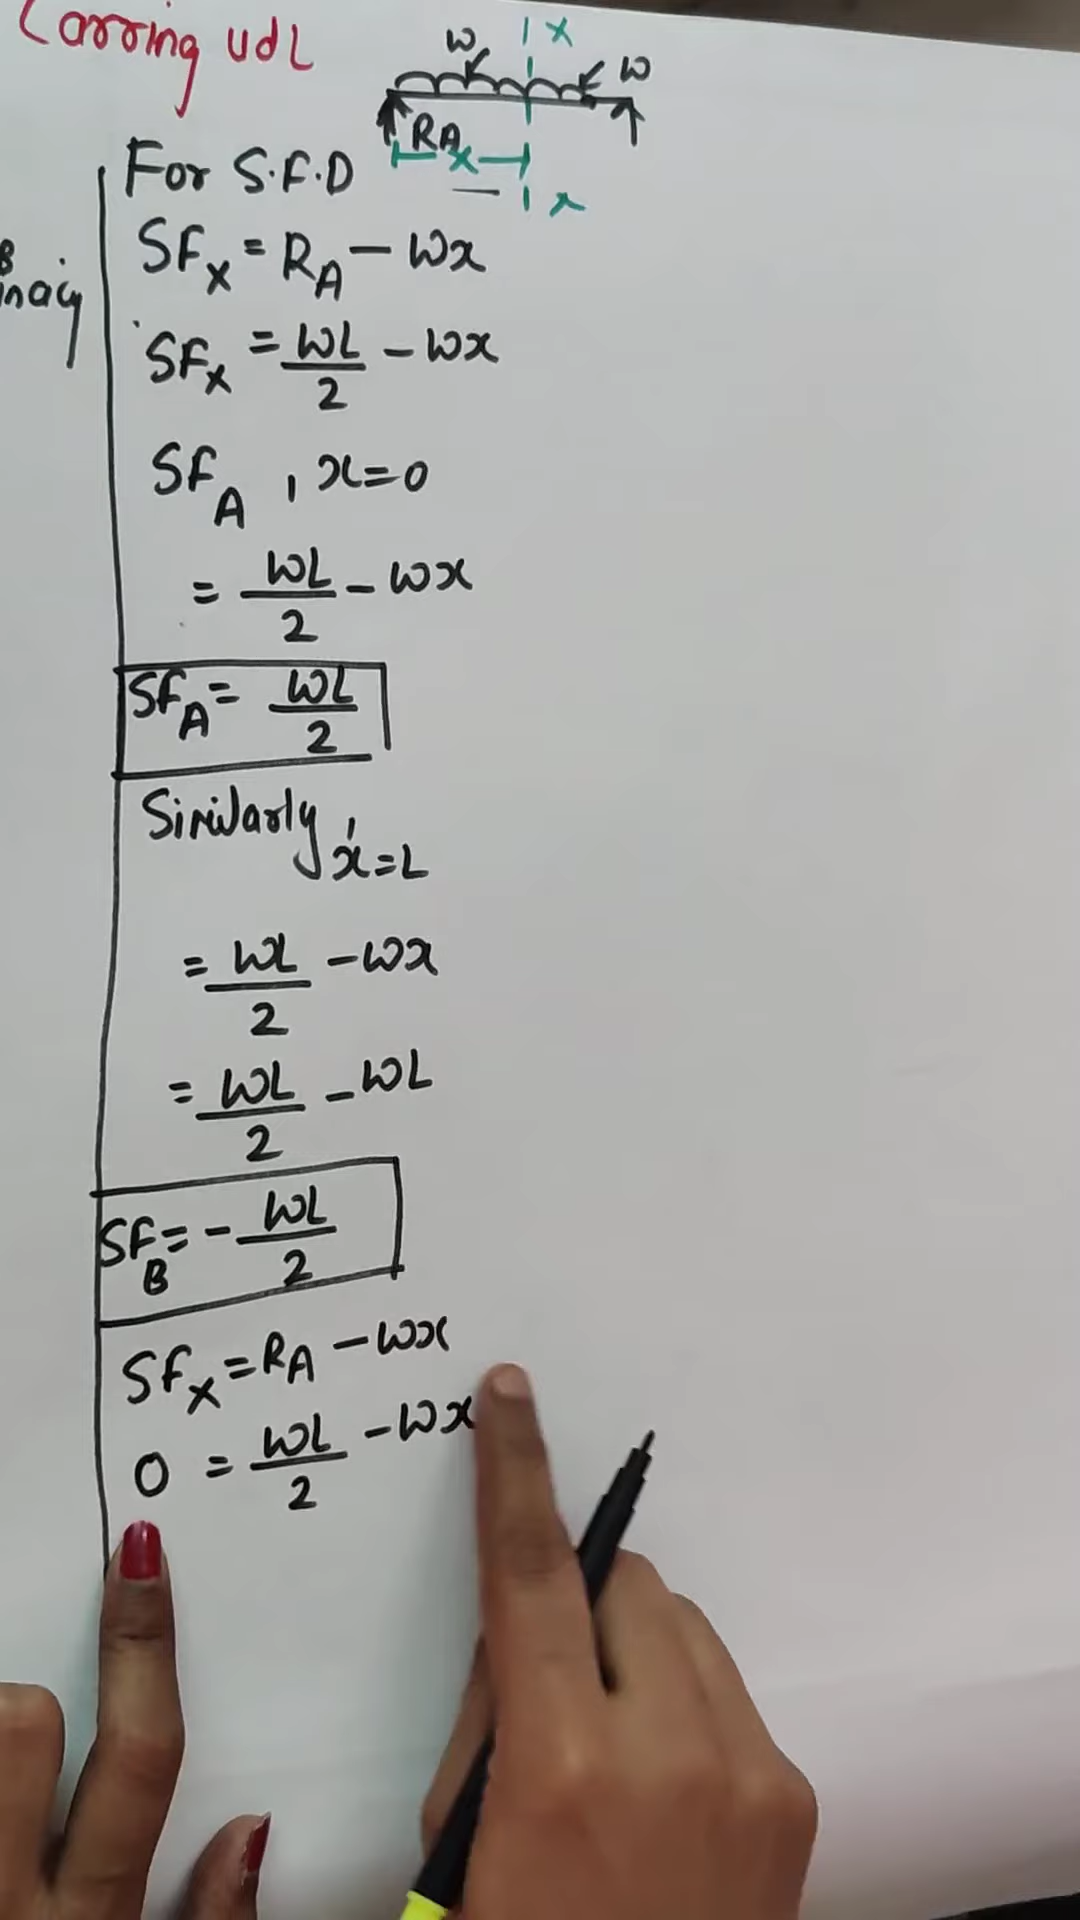 Carring udl
w | x
w
RA
x
x
For S.F.D
SFx = RA - wx
SFx = wL/2 - wx
SFA , x=0
= wL/2 - wx
SFA = wL/2
Similarly, x=L
= wL/2 - wx
= wL/2 - wL
SFB = - wL/2
SFx = RA - wx
0 = wL/2 - wx